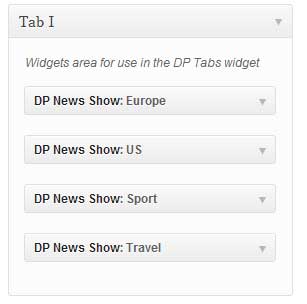 Tab I
Widgets area for use in the DP Tabs widget
DP News Show: Europe
DP News Show: US
DP News Show: Sport
DP News Show: Travel